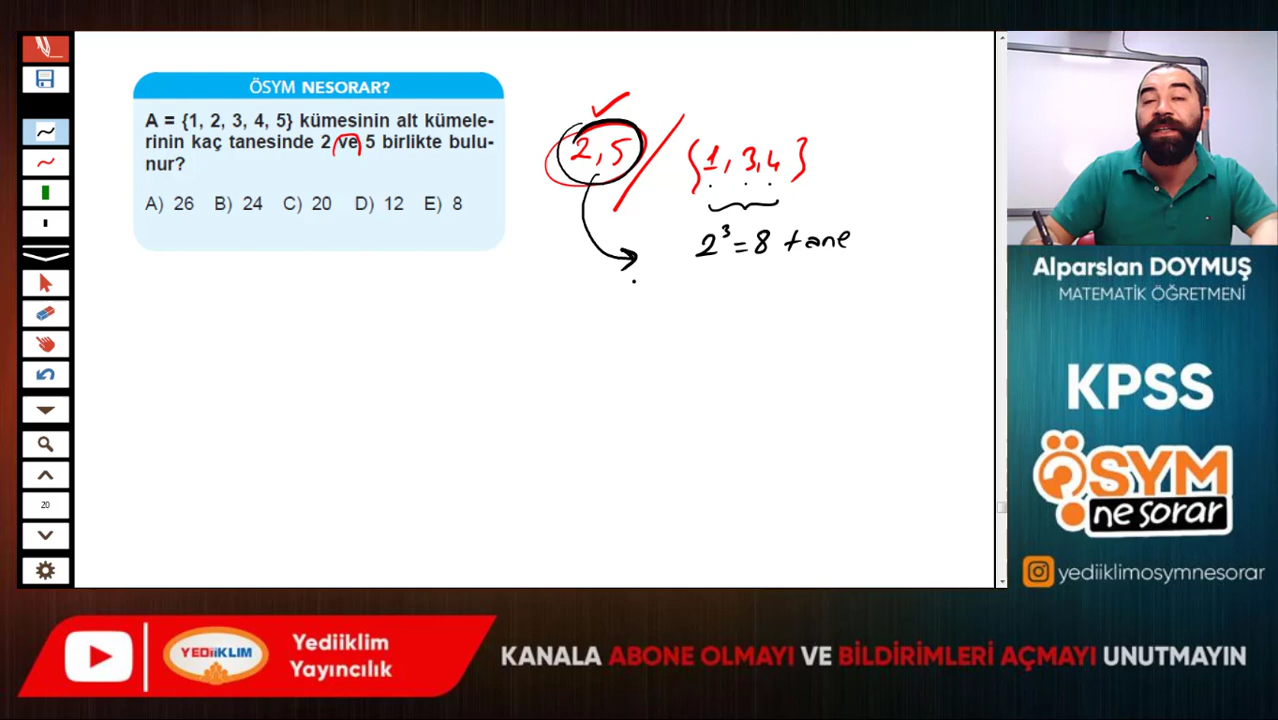 ÖSYM NESORAR?
A = {1, 2, 3, 4, 5} kümesinin alt kümele-
rinin kaç tanesinde 2 ve 5 birlikte bulu-
nur?
A) 26 B) 24 C) 20 D) 12 E) 8
2, 5
{1, 3, 4}
2³ = 8 tane
20
Alparslan DOYMUŞ
MATEMATİK ÖĞRETMENİ
KPSS
ÖSYM
ne sorar
yediiklimosymnesorar
YEDİİKLİM
Yediiklim
Yayıncılık
KANALA ABONE OLMAYI VE BİLDİRİMLERİ AÇMAYI UNUTMAYIN